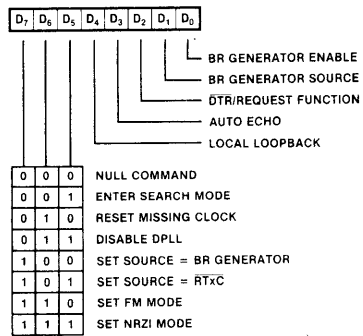 D7 D6 D5 D4 D3 D2 D1 D0
BR GENERATOR ENABLE
BR GENERATOR SOURCE
D̅T̅R̅/REQUEST FUNCTION
AUTO ECHO
LOCAL LOOPBACK
0 0 0 NULL COMMAND
0 0 1 ENTER SEARCH MODE
0 1 0 RESET MISSING CLOCK
0 1 1 DISABLE DPLL
1 0 0 SET SOURCE = BR GENERATOR
1 0 1 SET SOURCE = R̅T̅x̅C̅
1 1 0 SET FM MODE
1 1 1 SET NRZI MODE